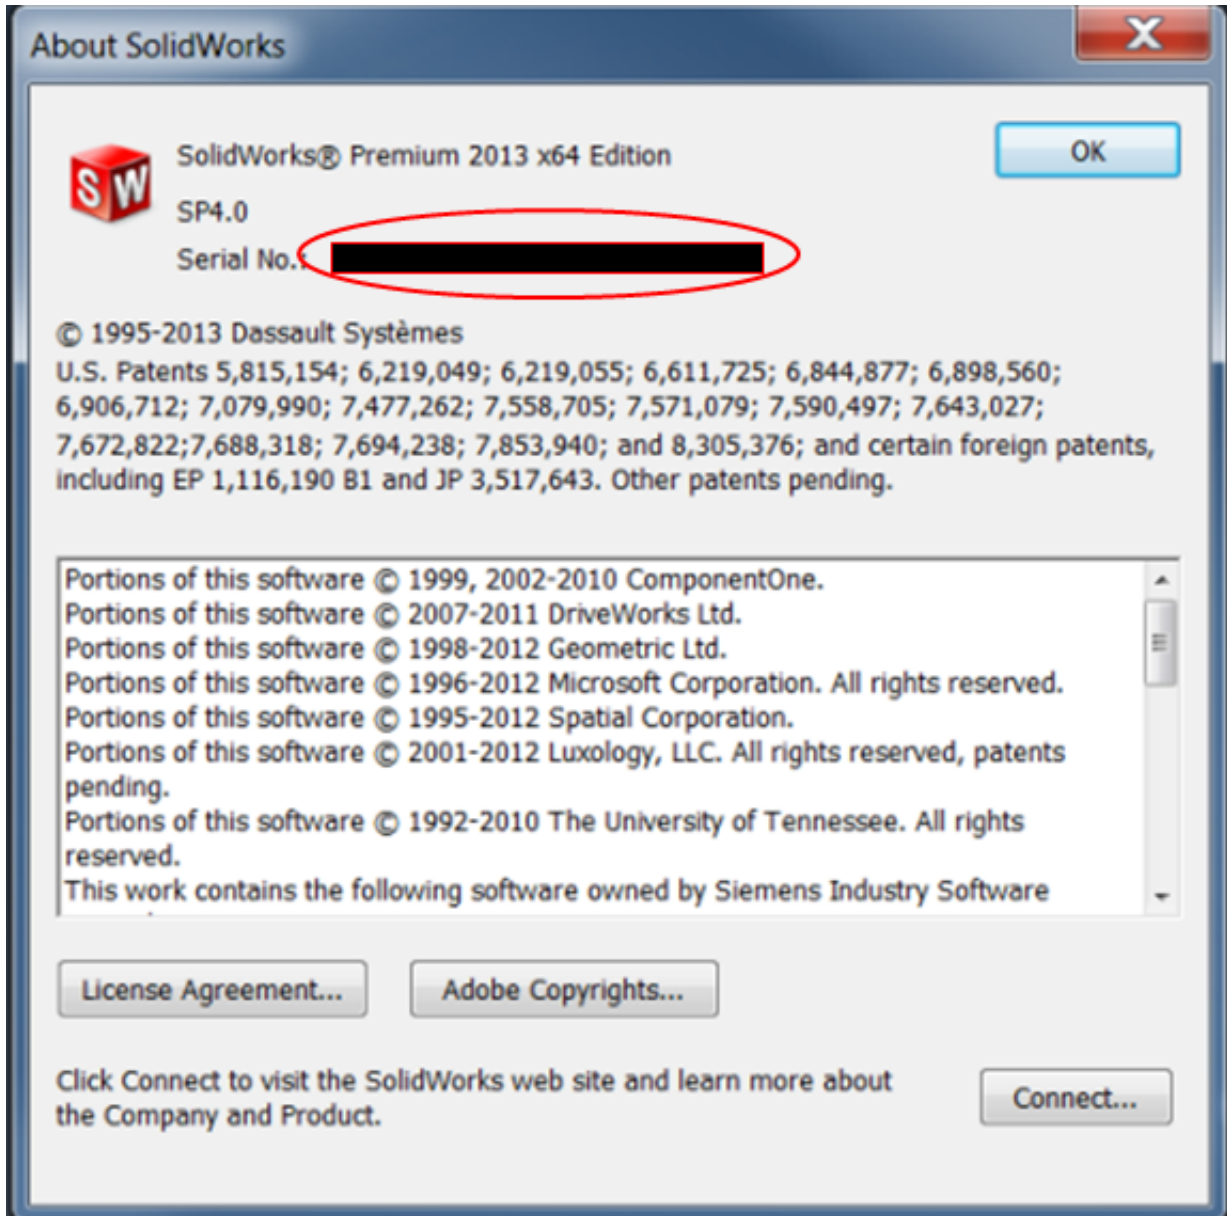 About SolidWorks
SW
SolidWorks® Premium 2013 x64 Edition
OK
SP4.0
Serial No.:
© 1995-2013 Dassault Systèmes
U.S. Patents 5,815,154; 6,219,049; 6,219,055; 6,611,725; 6,844,877; 6,898,560;
6,906,712; 7,079,990; 7,477,262; 7,558,705; 7,571,079; 7,590,497; 7,643,027;
7,672,822;7,688,318; 7,694,238; 7,853,940; and 8,305,376; and certain foreign patents,
including EP 1,116,190 B1 and JP 3,517,643. Other patents pending.
Portions of this software © 1999, 2002-2010 ComponentOne.
Portions of this software © 2007-2011 DriveWorks Ltd.
Portions of this software © 1998-2012 Geometric Ltd.
Portions of this software © 1996-2012 Microsoft Corporation. All rights reserved.
Portions of this software © 1995-2012 Spatial Corporation.
Portions of this software © 2001-2012 Luxology, LLC. All rights reserved, patents
pending.
Portions of this software © 1992-2010 The University of Tennessee. All rights
reserved.
This work contains the following software owned by Siemens Industry Software
License Agreement...
Adobe Copyrights...
Click Connect to visit the SolidWorks web site and learn more about
the Company and Product.
Connect...